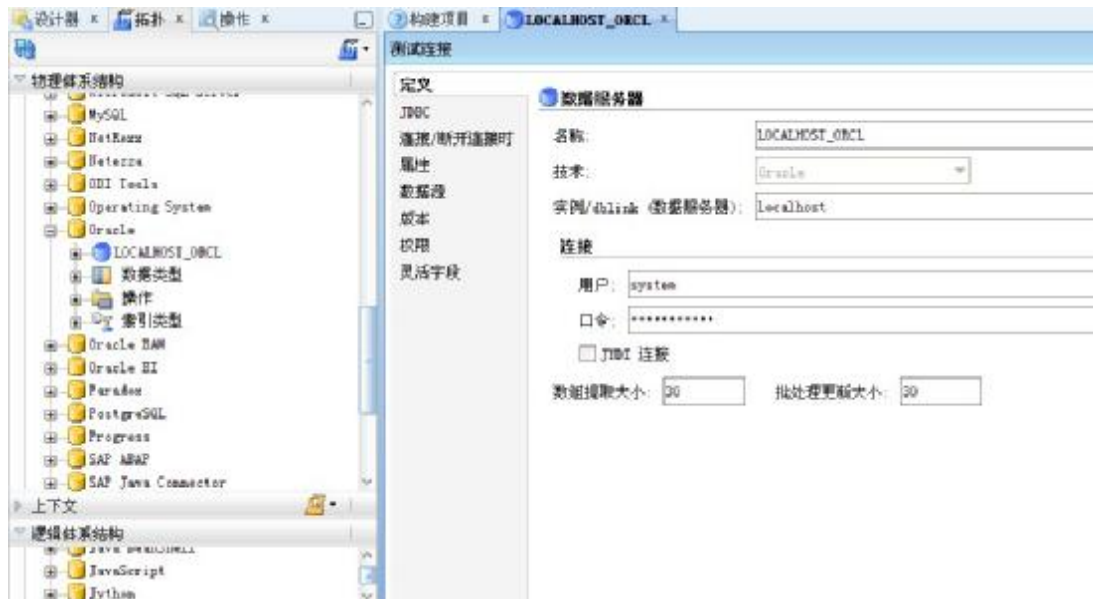 设计器
拓扑
操作
物理体系结构
MySQL
NetRexx
Netezza
ODI Tools
Operating System
Oracle
LOCALHOST_ORCL
数据类型
操作
索引类型
Oracle BAM
Oracle BI
Paradox
PostgreSQL
Progress
SAP ABAP
SAP Java Connector
上下文
逻辑体系结构
Java BeanShell
JavaScript
Jython
构建项目
LOCALHOST_ORCL
测试连接
定义
JDBC
连接/断开连接时
属性
数据源
版本
权限
灵活字段
数据服务器
名称: LOCALHOST_ORCL
技术: Oracle
实例/dblink (数据服务器): localhost
连接
用户: system
口令: ***********
JNDI 连接
数组提取大小: 30 批处理更新大小: 30